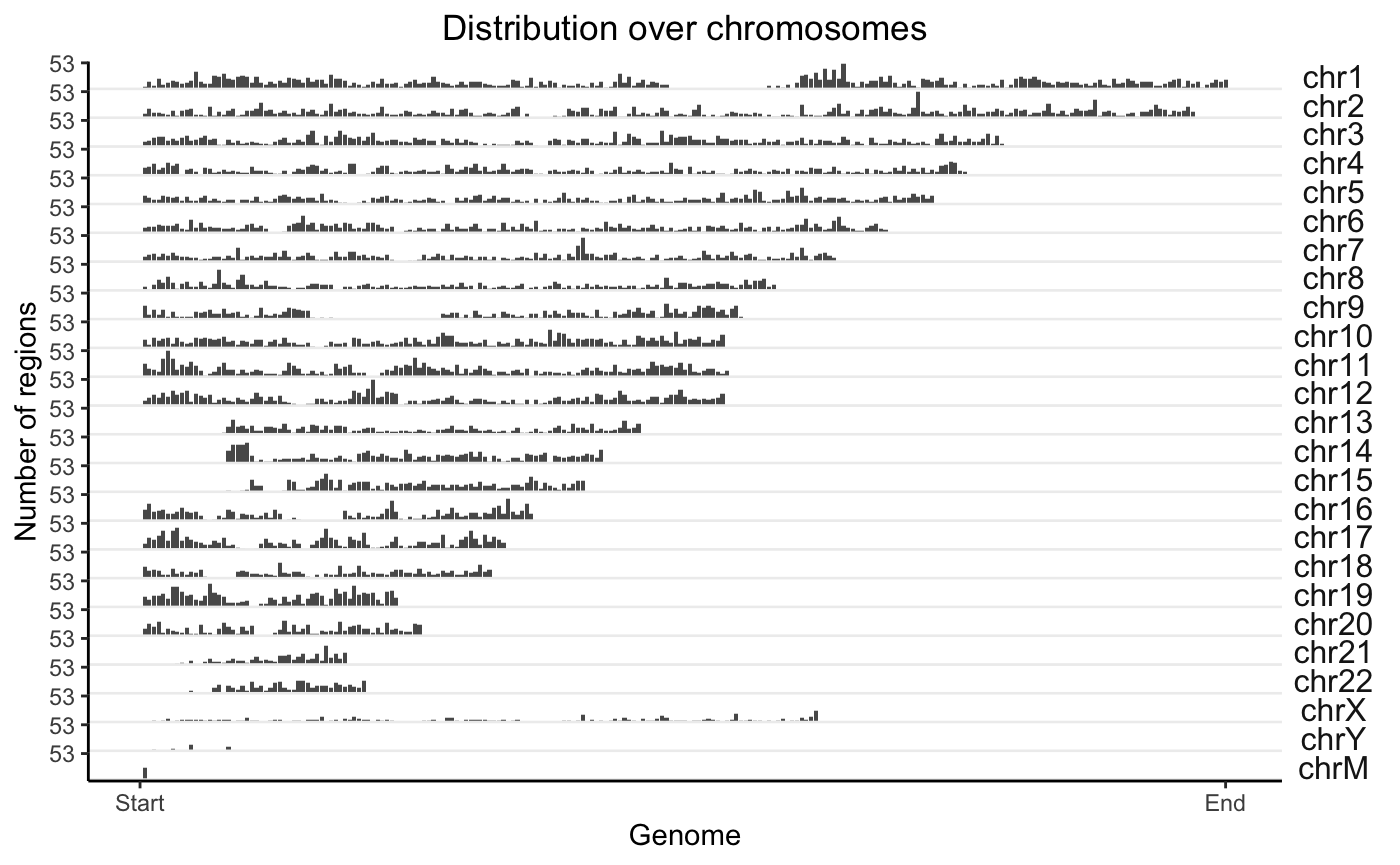 Distribution over chromosomes
Number of regions
53 chr1
53 chr2
53 chr3
53 chr4
53 chr5
53 chr6
53 chr7
53 chr8
53 chr9
53 chr10
53 chr11
53 chr12
53 chr13
53 chr14
53 chr15
53 chr16
53 chr17
53 chr18
53 chr19
53 chr20
53 chr21
53 chr22
53 chrX
53 chrY
53 chrM
Start End
Genome